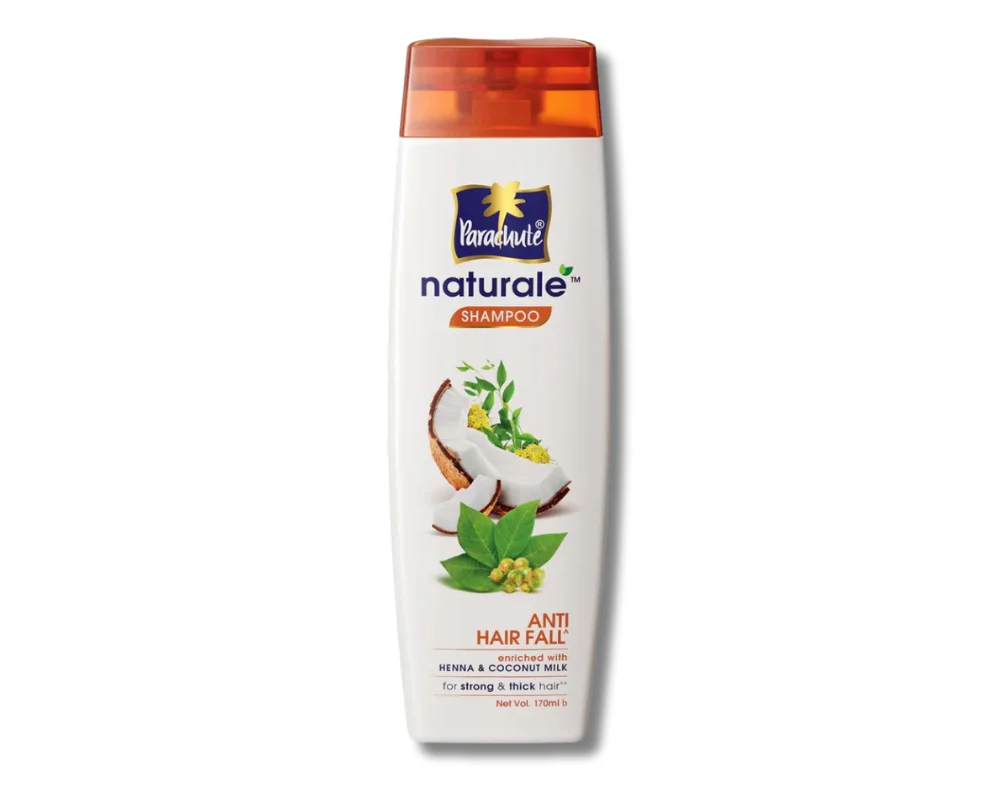 Parachute®
naturale™
SHAMPOO
ANTI
HAIR FALL^
enriched with
HENNA & COCONUT MILK
for strong & thick hair^^
Net Vol. 170ml b